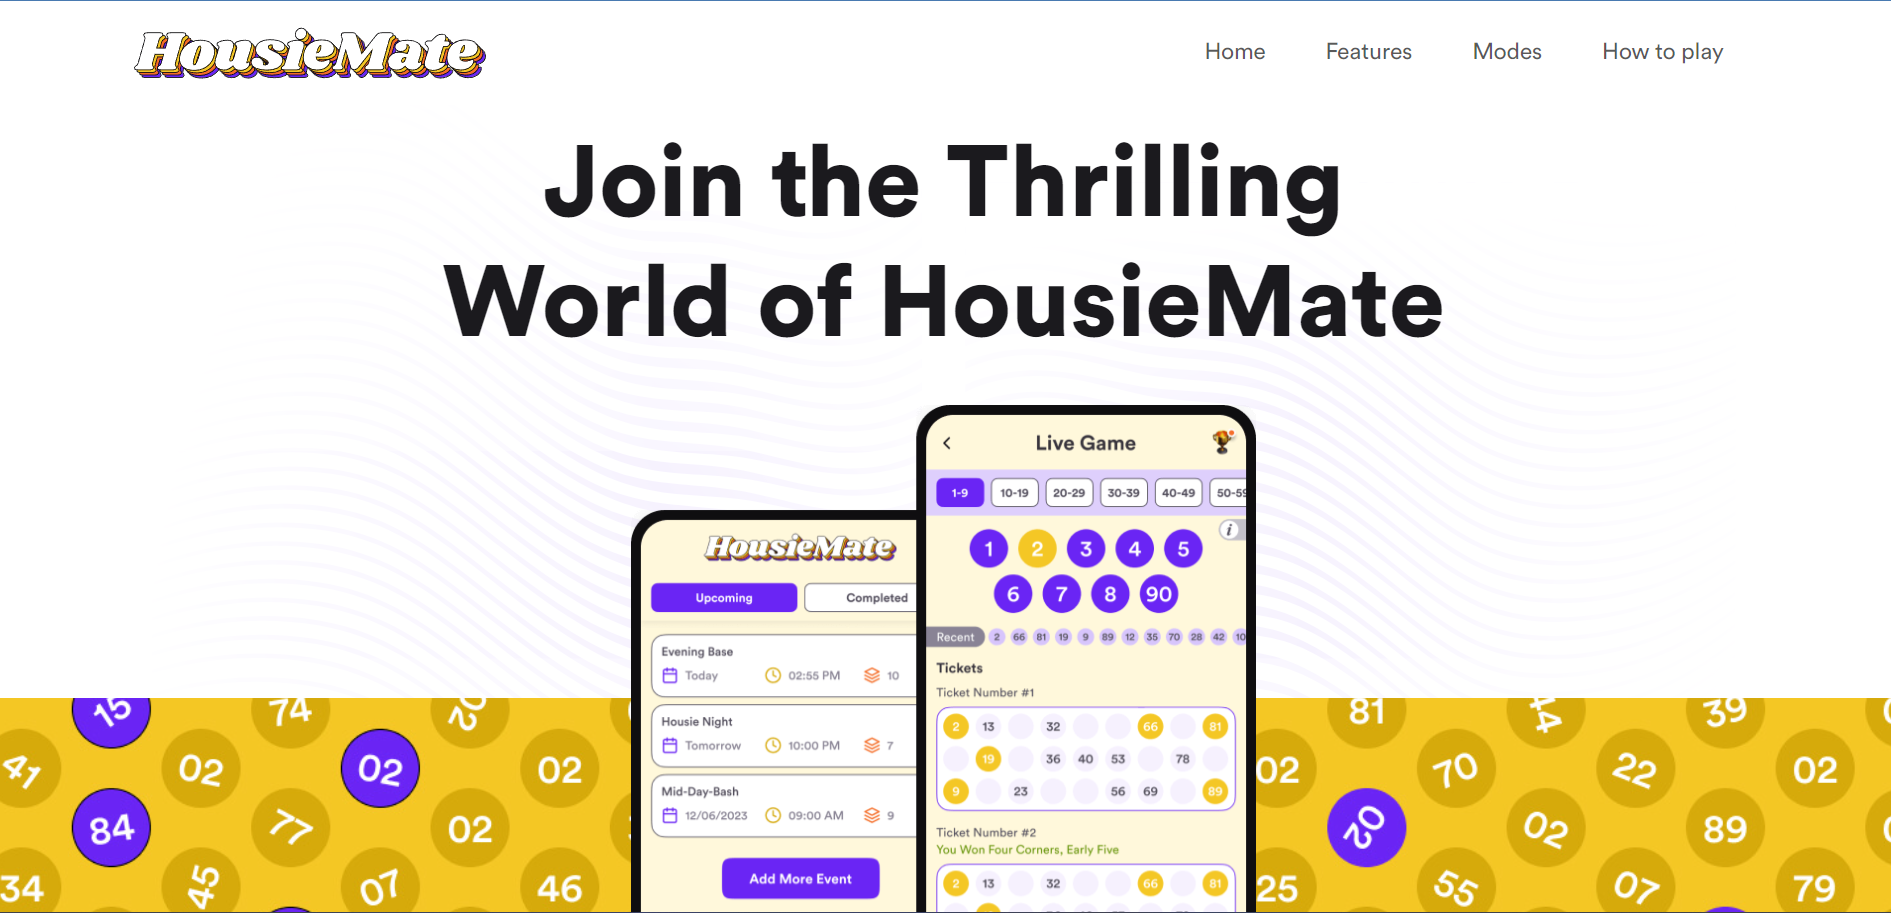 HousieMate
Home Features Modes How to play
Join the Thrilling
World of HousieMate
HousieMate
Upcoming Completed
Evening Base
Today 02:55 PM 10
Housie Night
Tomorrow 10:00 PM 7
Mid-Day-Bash
12/06/2023 09:00 AM 9
Add More Event
Live Game
1-9 10-19 20-29 30-39 40-49 50-59
i
1 2 3 4 5
6 7 8 90
Recent 2 66 81 19 9 89 12 35 70 28 42 10
Tickets
Ticket Number #1
2 13 32 66 81
19 36 40 53 78
9 23 56 69 89
Ticket Number #2
You Won Four Corners, Early Five
2 13 32 66 81
15 74 02
41 02 02 02
84 77 02
34 45 07 46
81 44 39
02 70 22 02
02 02 89
25 55 07 79